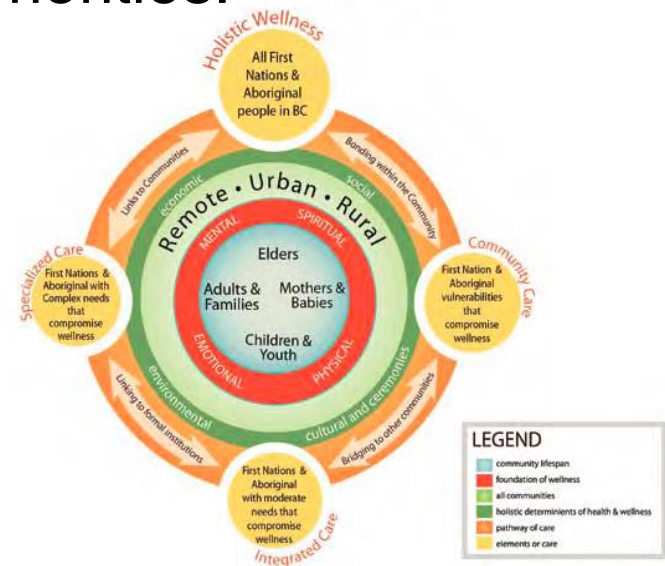 Holistic Wellness
All First
Nations &
Aboriginal
people in BC
Links to Communities
Bonding within the Community
economic
social
Remote • Urban • Rural
MENTAL
SPIRITUAL
Elders
Adults &
Families
Mothers &
Babies
Children &
Youth
EMOTIONAL
PHYSICAL
environmental
cultural and ceremonies
Specialized Care
First Nations &
Aboriginal with
Complex needs
that
compromise
wellness
Community Care
First Nation &
Aboriginal
vulnerabilities
that
compromise
wellness
Linking to formal institutions
Bridging to other communities
First Nations &
Aboriginal
with moderate
needs that
compromise
wellness
Integrated Care
LEGEND
community lifespan
foundation of wellness
all communities
holistic determinients of health & wellness
pathway of care
elements or care